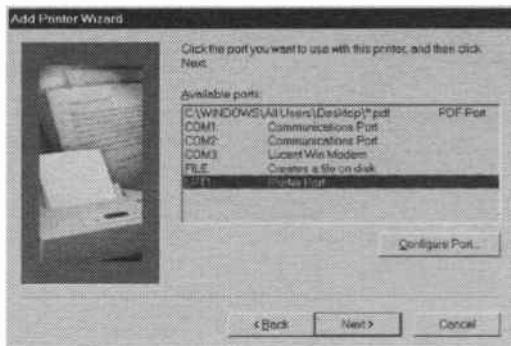 Add Printer Wizard
Click the port you want to use with this printer, and then click
Next.
Available ports:
C:\WINDOWS\All Users\Desktop\*.pdf PDF Port
COM1: Communications Port
COM2: Communications Port
COM3: Lucent Win Modem
FILE: Creates a file on disk
LPT1: Printer Port
Configure Port...
< Back
Next >
Cancel